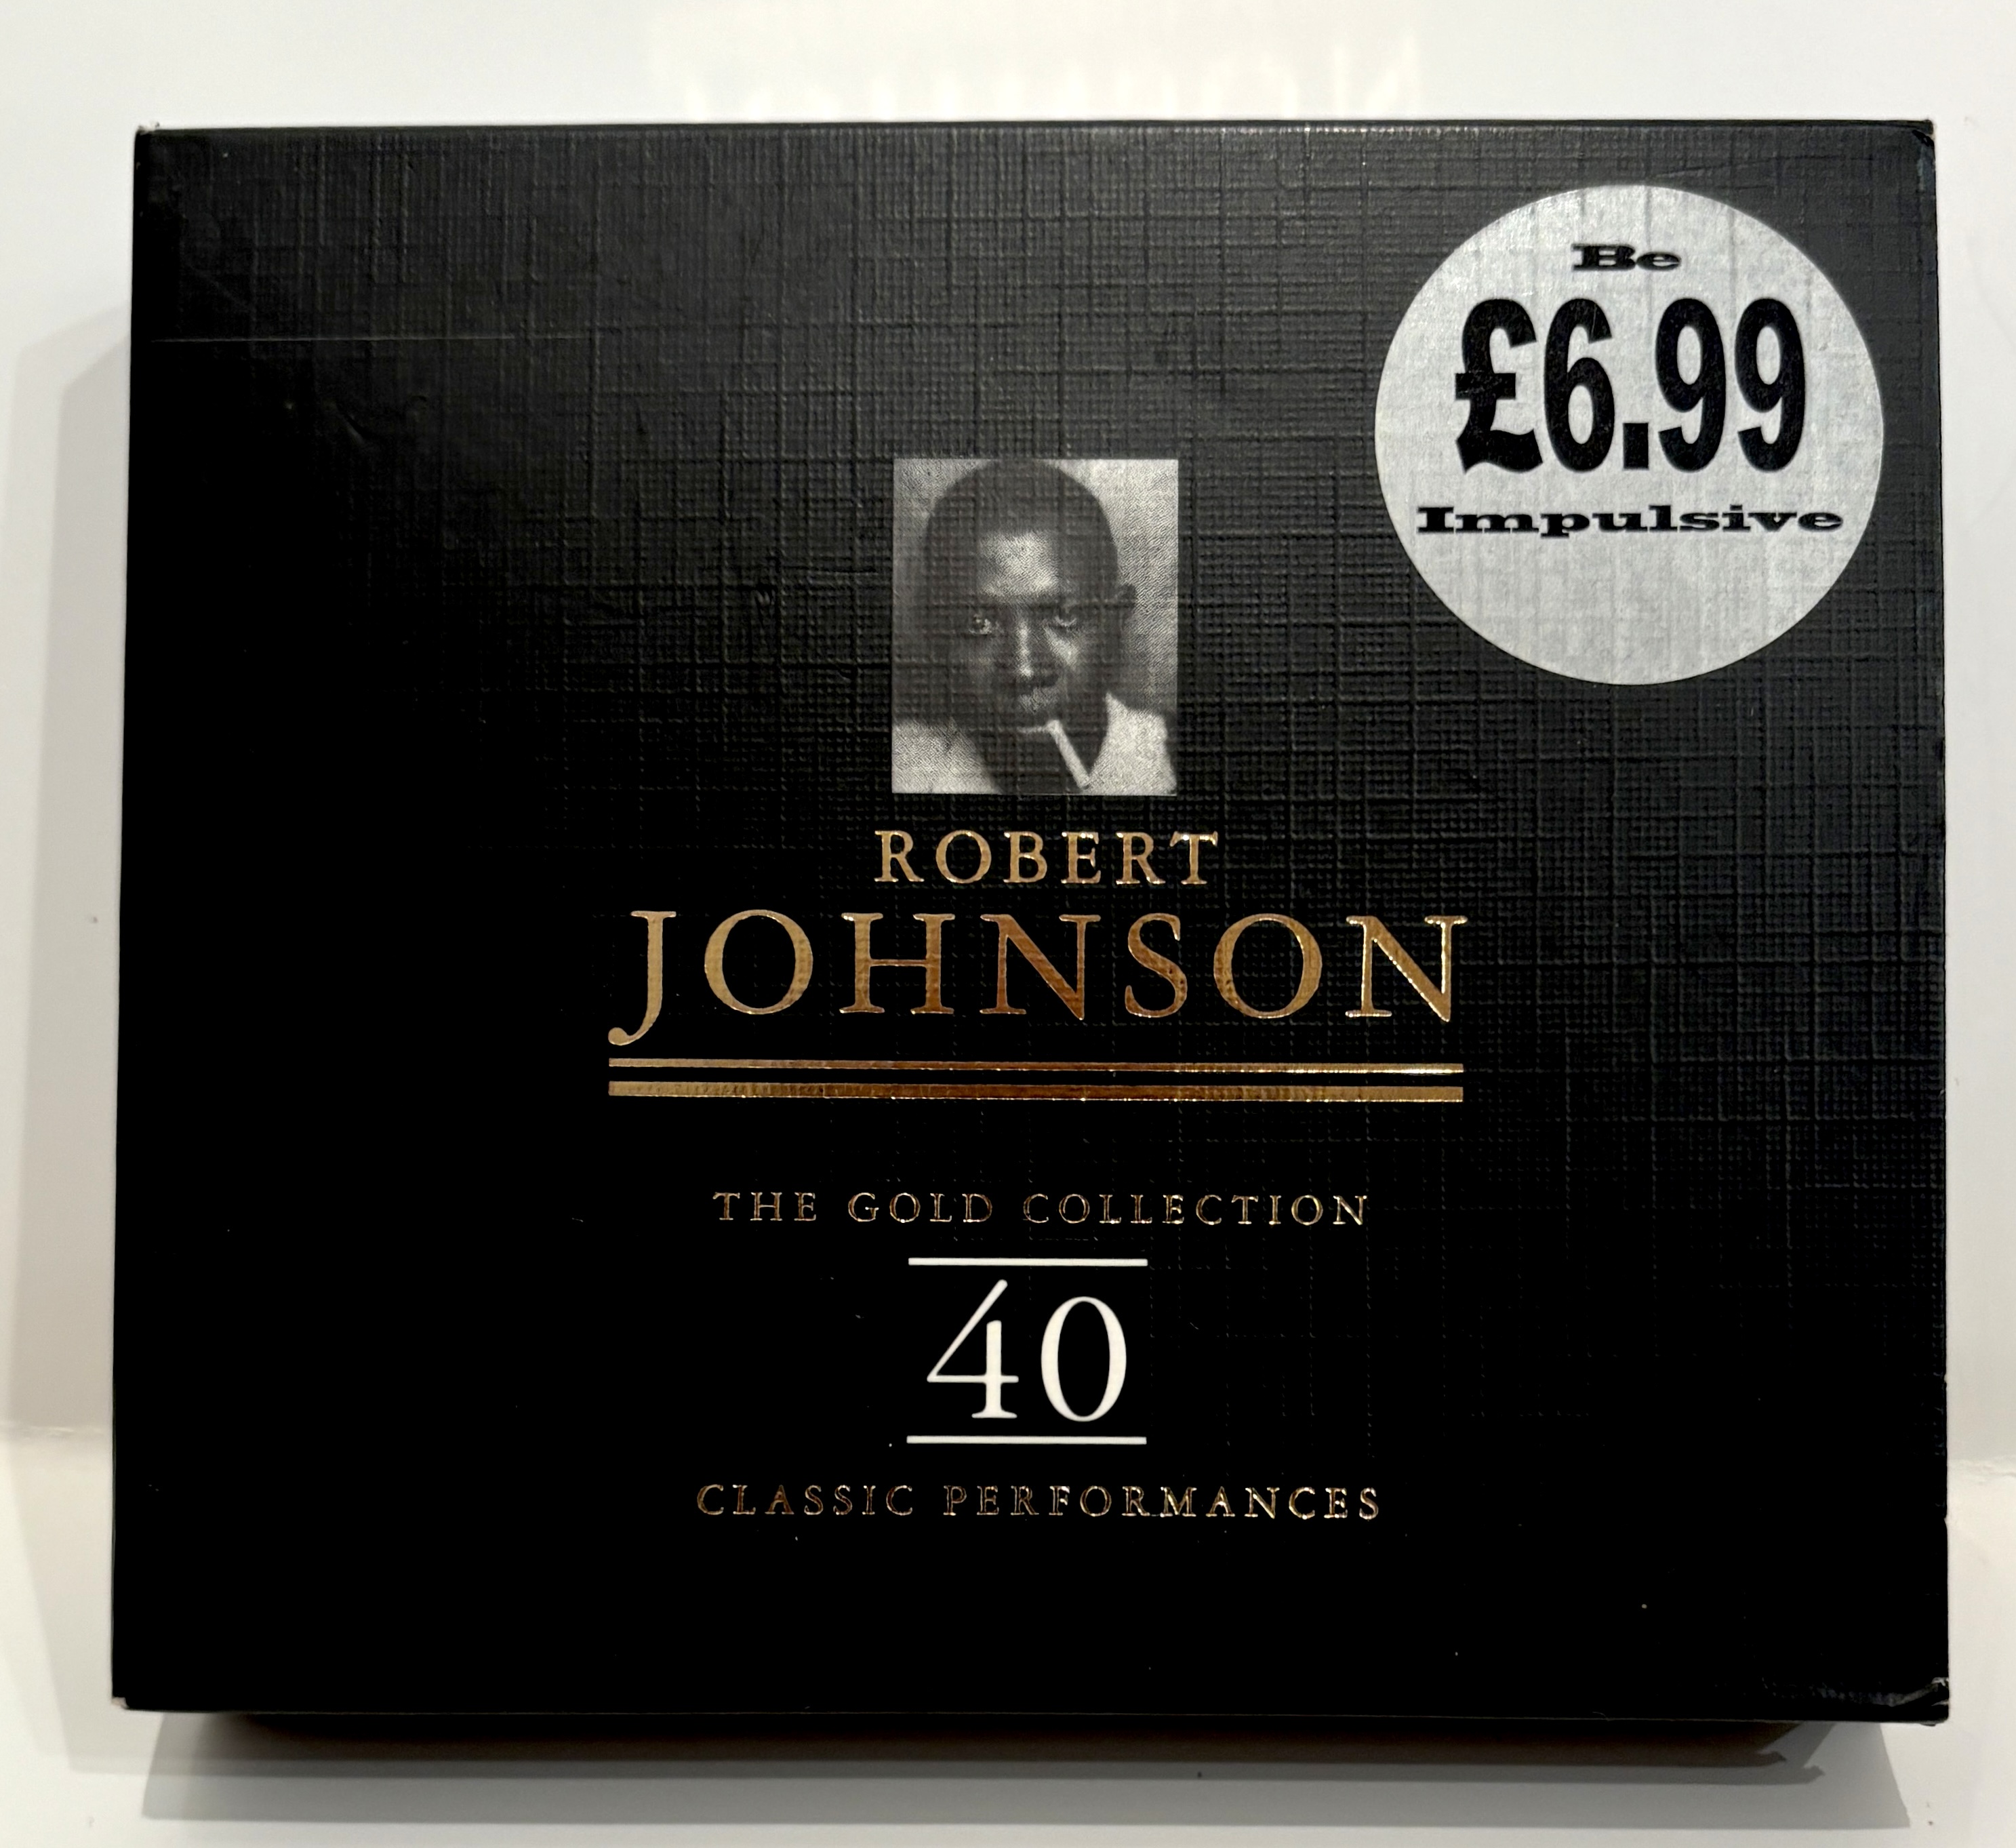 Be
£6.99
Impulsive
ROBERT
JOHNSON
THE GOLD COLLECTION
40
CLASSIC PERFORMANCES